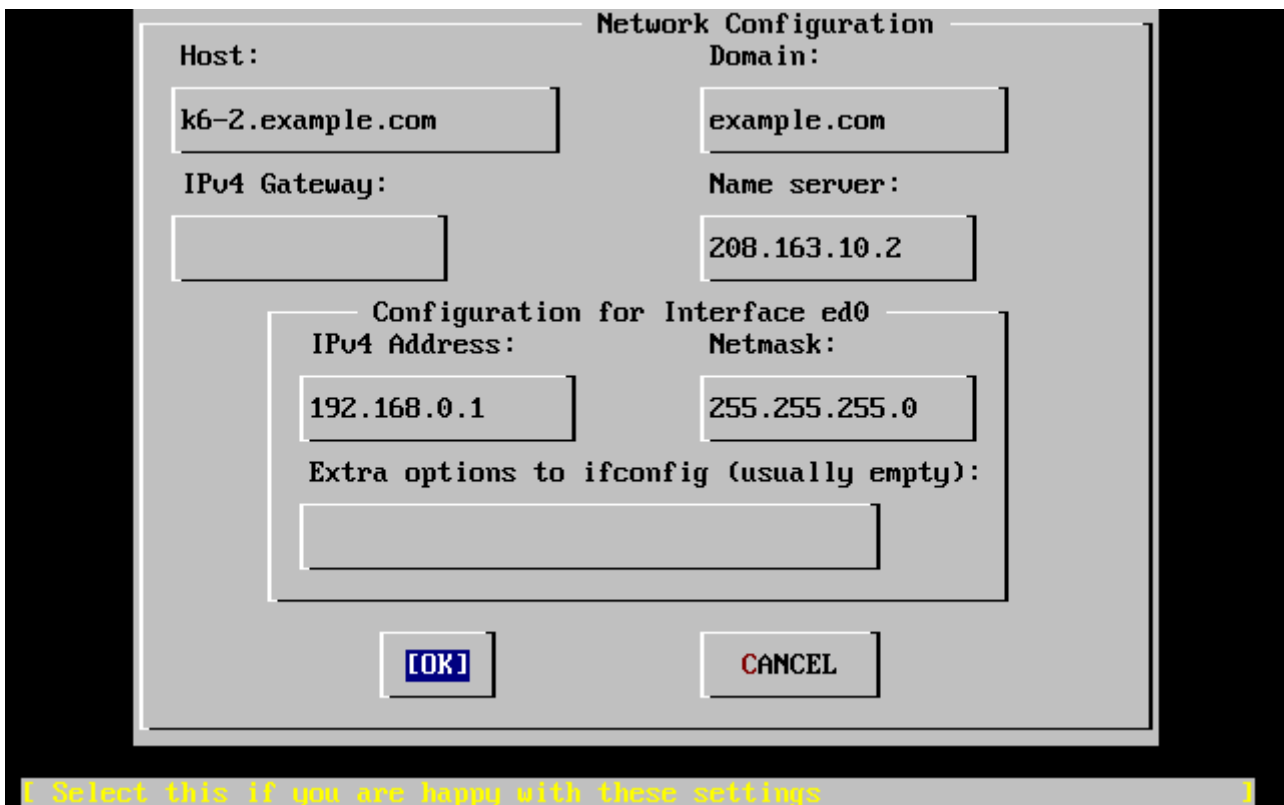 Network Configuration
Host: Domain:
k6-2.example.com example.com
IPv4 Gateway: Name server:
208.163.10.2
Configuration for Interface ed0
IPv4 Address: Netmask:
192.168.0.1 255.255.255.0
Extra options to ifconfig (usually empty):
[OK] CANCEL
[ Select this if you are happy with these settings ]